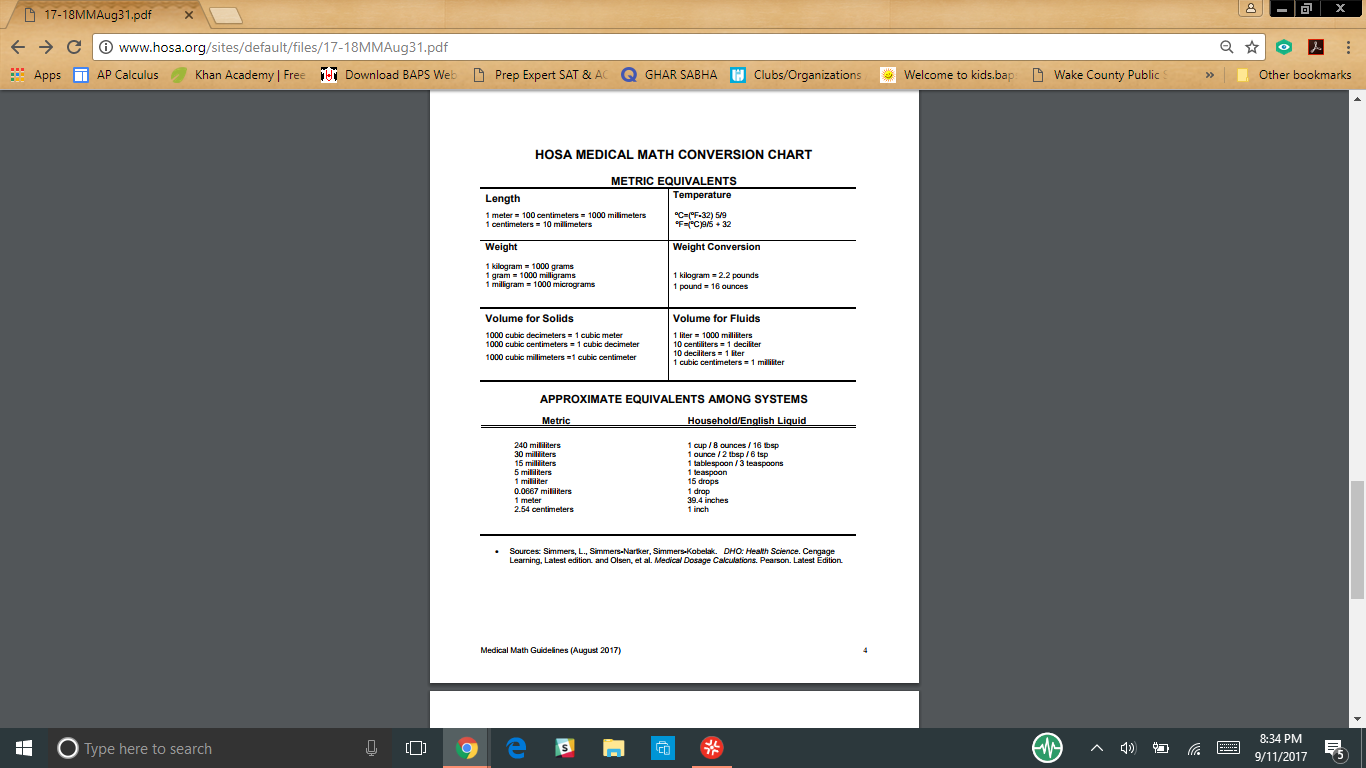 17-18MMAug31.pdf
www.hosa.org/sites/default/files/17-18MMAug31.pdf
Apps AP Calculus Khan Academy | Free Download BAPS Web Prep Expert SAT & AC GHAR SABHA Clubs/Organizations Welcome to kids.bap Wake County Public S » Other bookmarks
HOSA MEDICAL MATH CONVERSION CHART
METRIC EQUIVALENTS
Length
1 meter = 100 centimeters = 1000 millimeters
1 centimeters = 10 millimeters
Temperature
ºC=(ºF-32) 5/9
ºF=(ºC)9/5 + 32
Weight
1 kilogram = 1000 grams
1 gram = 1000 milligrams
1 milligram = 1000 micrograms
Weight Conversion
1 kilogram = 2.2 pounds
1 pound = 16 ounces
Volume for Solids
1000 cubic decimeters = 1 cubic meter
1000 cubic centimeters = 1 cubic decimeter
1000 cubic millimeters =1 cubic centimeter
Volume for Fluids
1 liter = 1000 milliliters
10 centiliters = 1 deciliter
10 deciliters = 1 liter
1 cubic centimeters = 1 milliliter
APPROXIMATE EQUIVALENTS AMONG SYSTEMS
Metric Household/English Liquid
240 milliliters 1 cup / 8 ounces / 16 tbsp
30 milliliters 1 ounce / 2 tbsp / 6 tsp
15 milliliters 1 tablespoon / 3 teaspoons
5 milliliters 1 teaspoon
1 milliliter 15 drops
0.0667 milliliters 1 drop
1 meter 39.4 inches
2.54 centimeters 1 inch
• Sources: Simmers, L., Simmers-Nartker, Simmers-Kobelak. DHO: Health Science. Cengage
Learning, Latest edition. and Olsen, et al. Medical Dosage Calculations. Pearson. Latest Edition.
Medical Math Guidelines (August 2017) 4
Type here to search
8:34 PM
9/11/2017
5